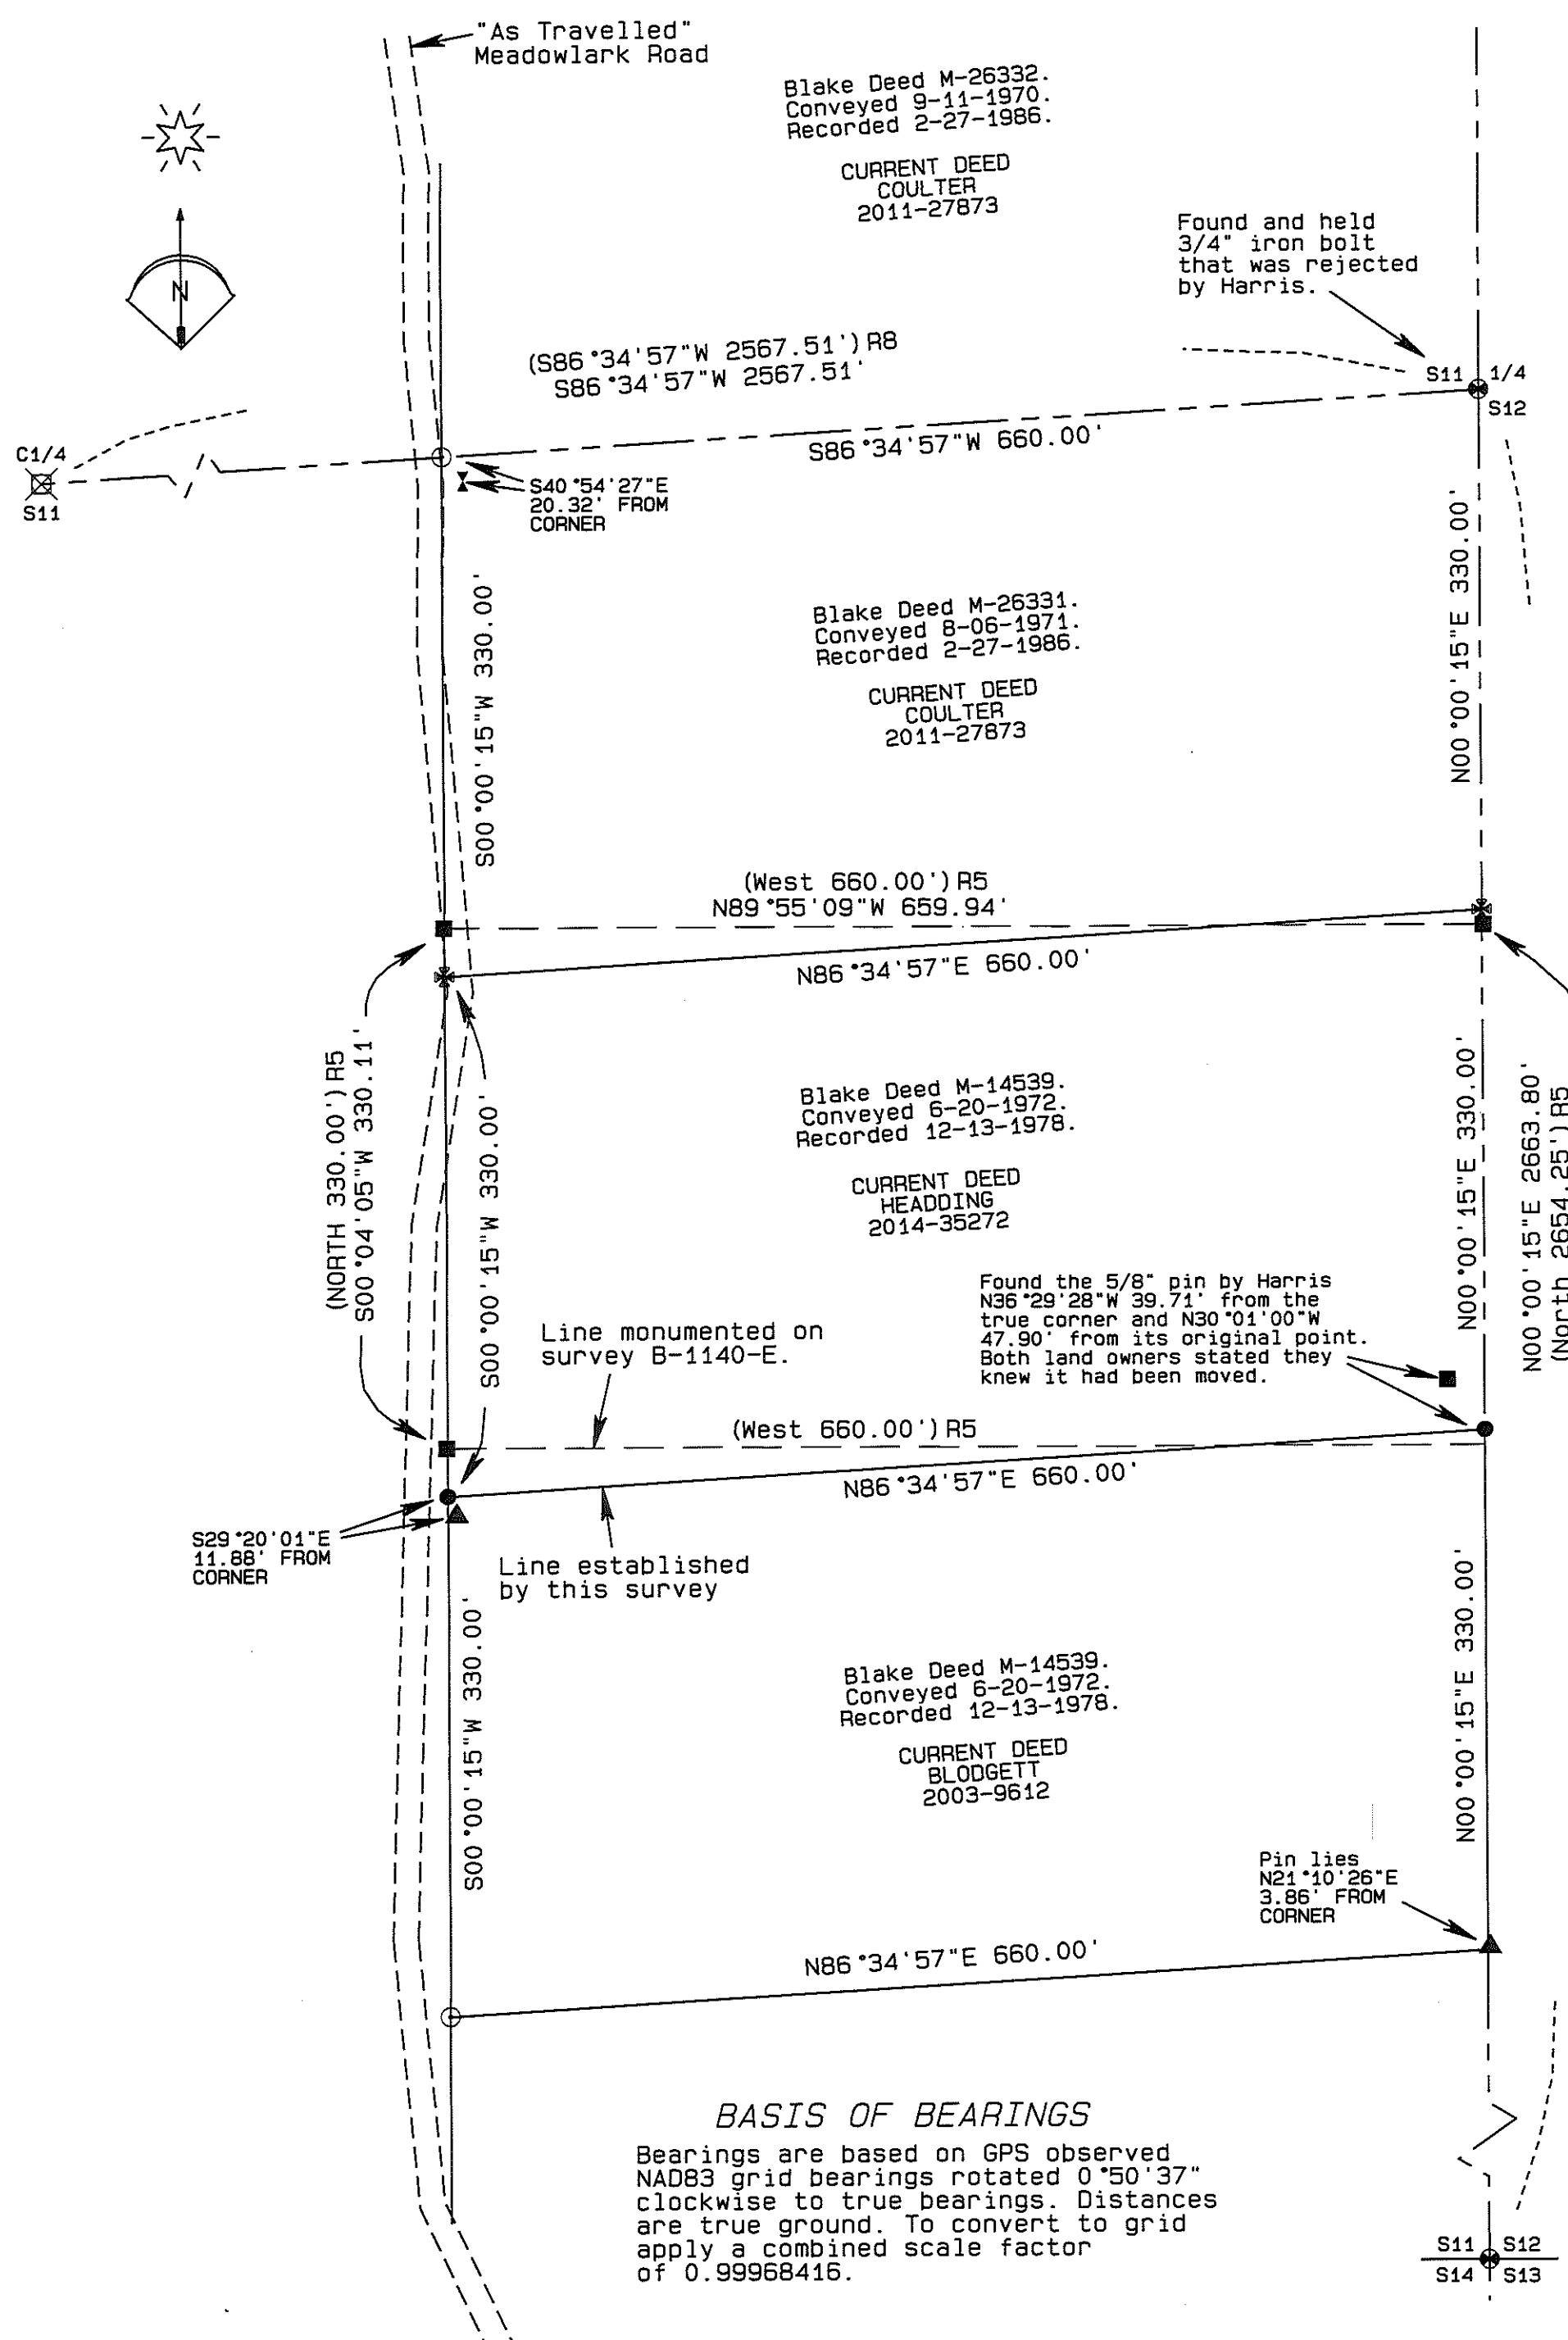 "As Travelled"
Meadowlark Road
Blake Deed M-26332.
Conveyed 9-11-1970.
Recorded 2-27-1986.
CURRENT DEED
COULTER
2011-27873
N
Found and held
3/4" iron bolt
that was rejected
by Harris.
(S86°34'57"W 2567.51')R8
S86°34'57"W 2567.51'
S11 1/4
S12
S86°34'57"W 660.00'
C1/4
S11
S40°54'27"E
20.32' FROM
CORNER
S00°00'15"W 330.00'
N00°00'15"E 330.00'
Blake Deed M-26331.
Conveyed 8-06-1971.
Recorded 2-27-1986.
CURRENT DEED
COULTER
2011-27873
(West 660.00')R5
N89°55'09"W 659.94'
N86°34'57"E 660.00'
(NORTH 330.00')R5
S00°04'05"W 330.11'
S00°00'15"W 330.00'
Blake Deed M-14539.
Conveyed 6-20-1972.
Recorded 12-13-1978.
CURRENT DEED
HEADDING
2014-35272
N00°00'15"E 330.00'
N00°00'15"E 2663.80'
(North 2654.25')R5
Found the 5/8" pin by Harris
N36°29'28"W 39.71' from the
true corner and N30°01'00"W
47.90' from its original point.
Both land owners stated they
knew it had been moved.
Line monumented on
survey B-1140-E.
(West 660.00')R5
N86°34'57"E 660.00'
S29°20'01"E
11.88' FROM
CORNER
Line established
by this survey
S00°00'15"W 330.00'
N00°00'15"E 330.00'
Blake Deed M-14539.
Conveyed 6-20-1972.
Recorded 12-13-1978.
CURRENT DEED
BLODGETT
2003-9612
Pin lies
N21°10'26"E
3.86' FROM
CORNER
N86°34'57"E 660.00'
BASIS OF BEARINGS
Bearings are based on GPS observed
NAD83 grid bearings rotated 0°50'37"
clockwise to true bearings. Distances
are true ground. To convert to grid
apply a combined scale factor
of 0.99968416.
S11 S12
S14 S13